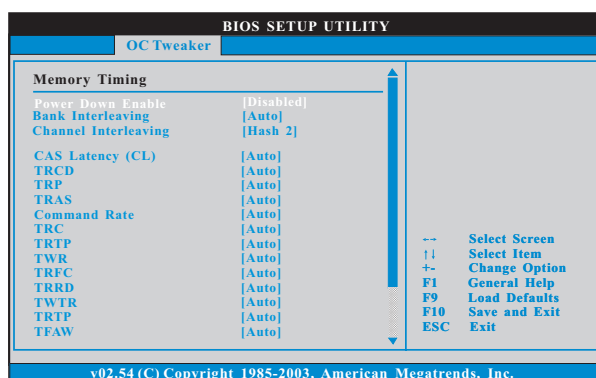 BIOS SETUP UTILITY
OC Tweaker
Memory Timing
Power Down Enable [Disabled]
Bank Interleaving [Auto]
Channel Interleaving [Hash 2]
CAS Latency (CL) [Auto]
TRCD [Auto]
TRP [Auto]
TRAS [Auto]
Command Rate [Auto]
TRC [Auto]
TRTP [Auto]
TWR [Auto]
TRFC [Auto]
TRRD [Auto]
TWTR [Auto]
TRTP [Auto]
TFAW [Auto]
←→ Select Screen
↑↓ Select Item
+- Change Option
F1 General Help
F9 Load Defaults
F10 Save and Exit
ESC Exit
v02.54 (C) Copyright 1985-2003, American Megatrends, Inc.